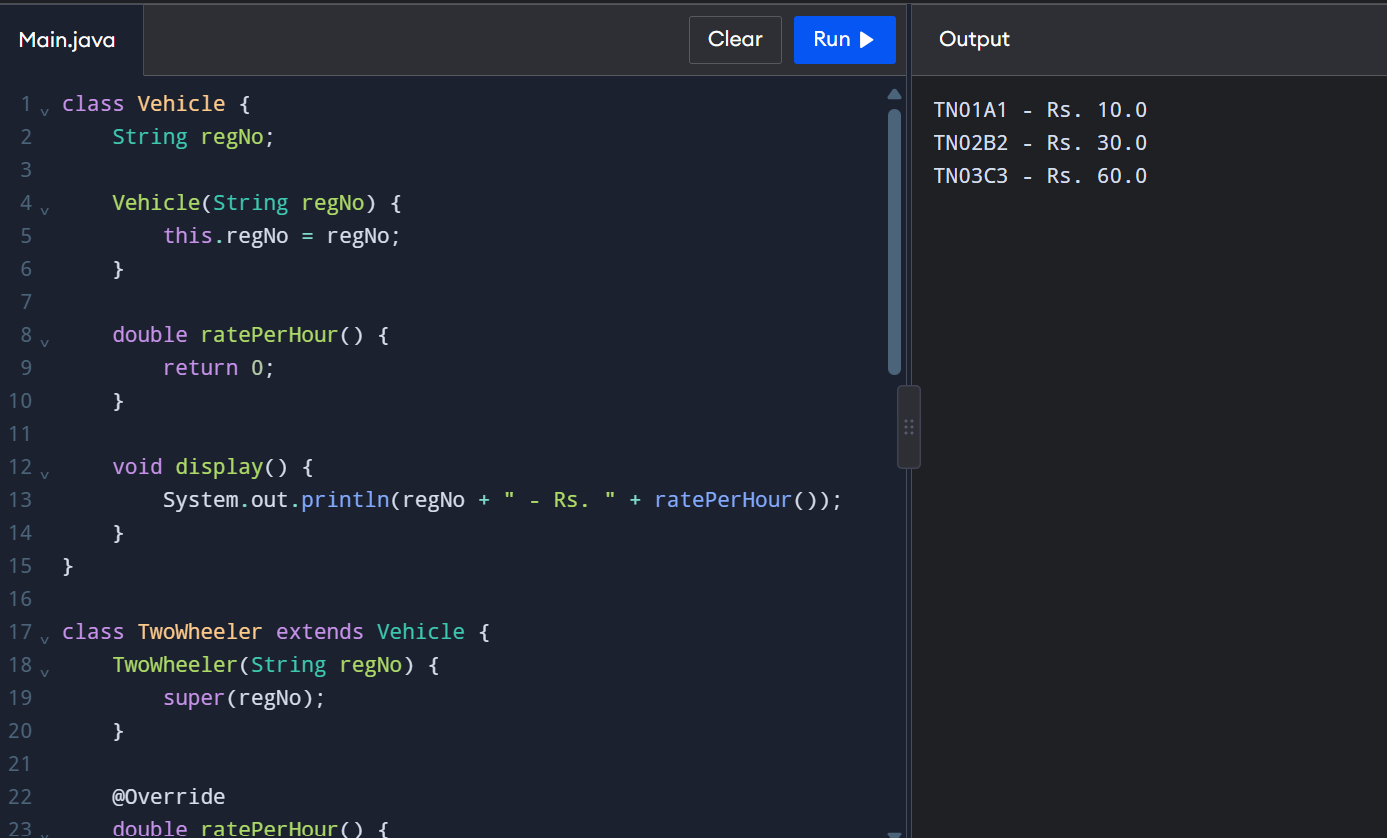 Main.java
Clear
Run
Output
1 class Vehicle {
2     String regNo;
3
4     Vehicle(String regNo) {
5         this.regNo = regNo;
6     }
7
8     double ratePerHour() {
9         return 0;
10     }
11
12     void display() {
13         System.out.println(regNo + " - Rs. " + ratePerHour());
14     }
15 }
16
17 class TwoWheeler extends Vehicle {
18     TwoWheeler(String regNo) {
19         super(regNo);
20     }
21
22     @Override
23     double ratePerHour() {
TN01A1 - Rs. 10.0
TN02B2 - Rs. 30.0
TN03C3 - Rs. 60.0